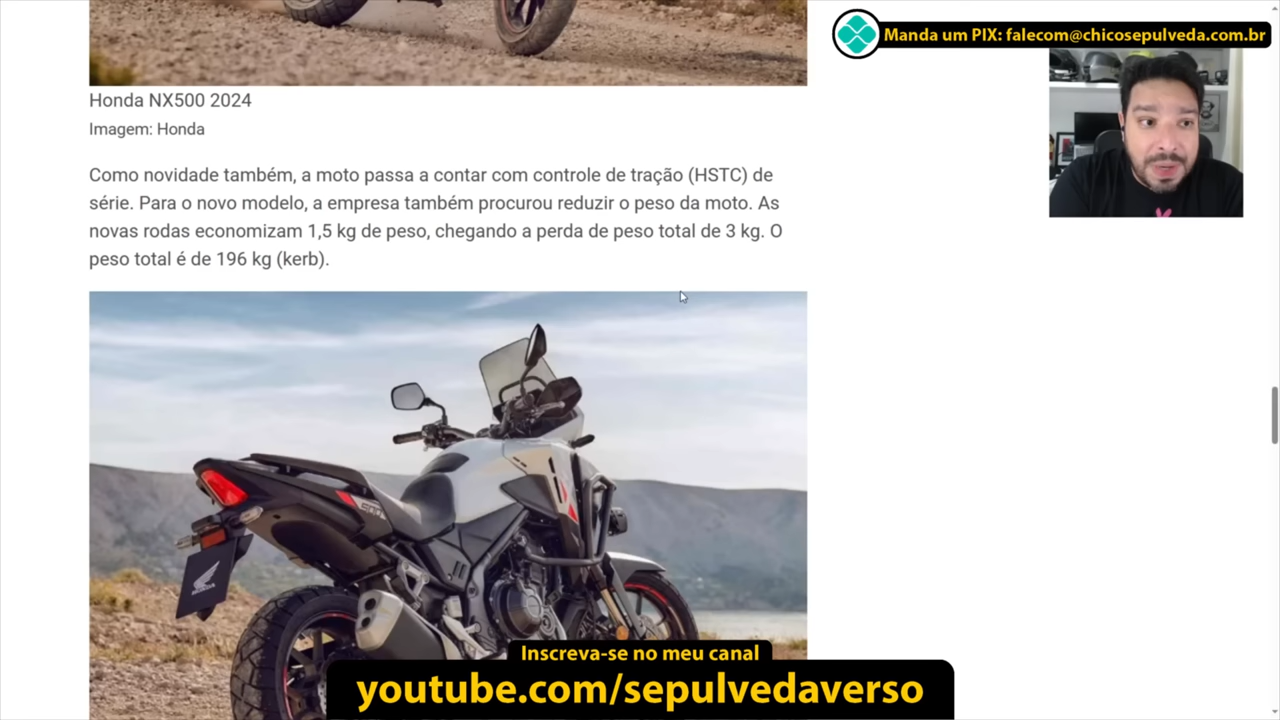 Manda um PIX: falecom@chicosepulveda.com.br
Honda NX500 2024
Imagem: Honda
Como novidade também, a moto passa a contar com controle de tração (HSTC) de
série. Para o novo modelo, a empresa também procurou reduzir o peso da moto. As
novas rodas economizam 1,5 kg de peso, chegando a perda de peso total de 3 kg. O
peso total é de 196 kg (kerb).
500
HONDA
Inscreva-se no meu canal
youtube.com/sepulvedaverso